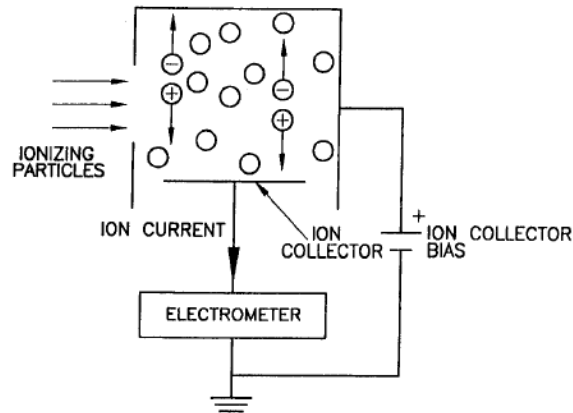 −
−
+
+
IONIZING
PARTICLES
ION CURRENT
ION
COLLECTOR
+
ION COLLECTOR
BIAS
ELECTROMETER